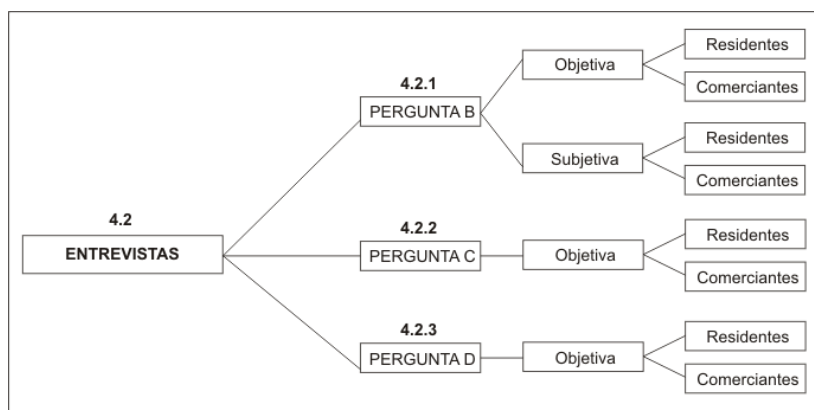 4.2
ENTREVISTAS
4.2.1
PERGUNTA B
Objetiva
Residentes
Comerciantes
Subjetiva
Residentes
Comerciantes
4.2.2
PERGUNTA C
Objetiva
Residentes
Comerciantes
4.2.3
PERGUNTA D
Objetiva
Residentes
Comerciantes